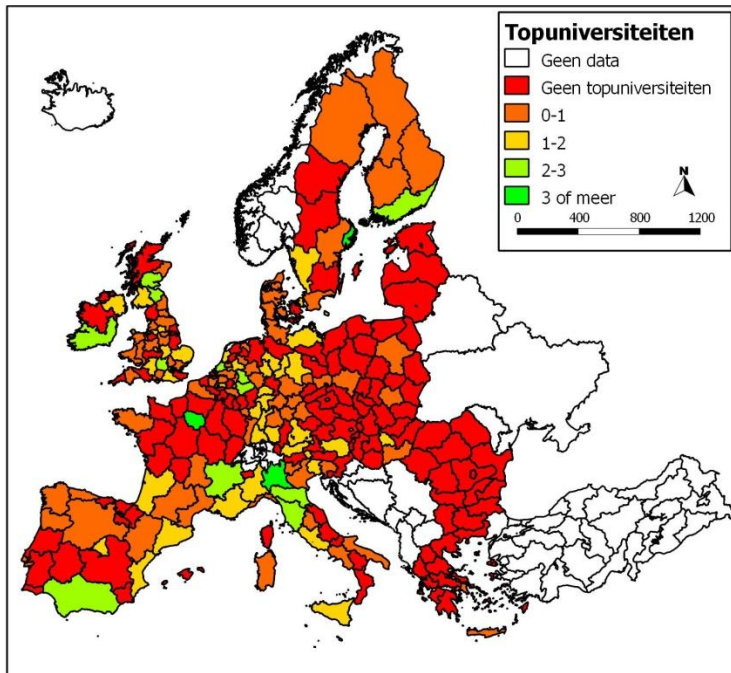 Topuniversiteiten
Geen data
Geen topuniversiteiten
0-1
1-2
2-3
3 of meer
N
0 400 800 1200